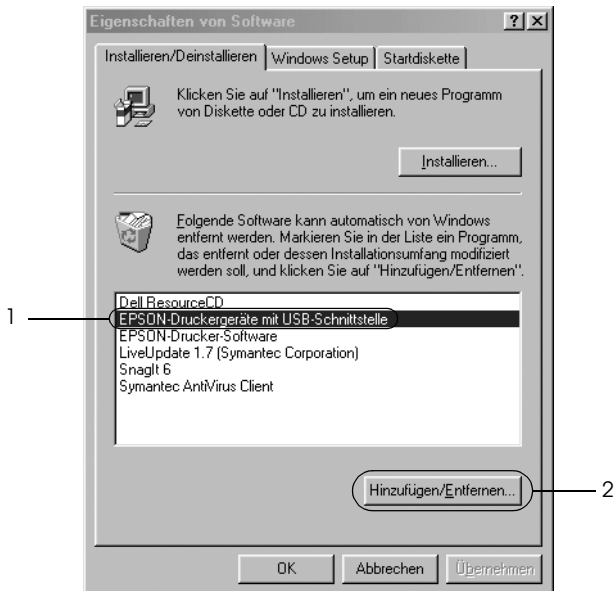 Eigenschaften von Software
Installieren/Deinstallieren Windows Setup Startdiskette
Klicken Sie auf "Installieren", um ein neues Programm
von Diskette oder CD zu installieren.
Installieren...
Folgende Software kann automatisch von Windows
entfernt werden. Markieren Sie in der Liste ein Programm,
das entfernt oder dessen Installationsumfang modifiziert
werden soll, und klicken Sie auf "Hinzufügen/Entfernen".
Dell ResourceCD
1 EPSON-Druckergeräte mit USB-Schnittstelle
EPSON-Drucker-Software
LiveUpdate 1.7 (Symantec Corporation)
SnagIt 6
Symantec AntiVirus Client
Hinzufügen/Entfernen... 2
OK Abbrechen Übernehmen